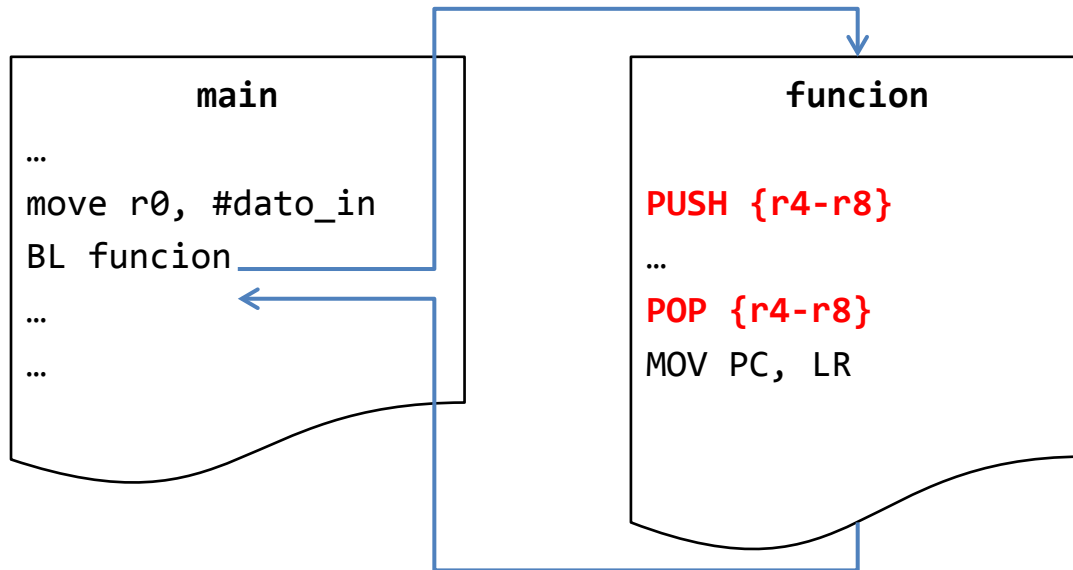 main
…
move r0, #dato_in
BL funcion
…
…
funcion
PUSH {r4-r8}
…
POP {r4-r8}
MOV PC, LR